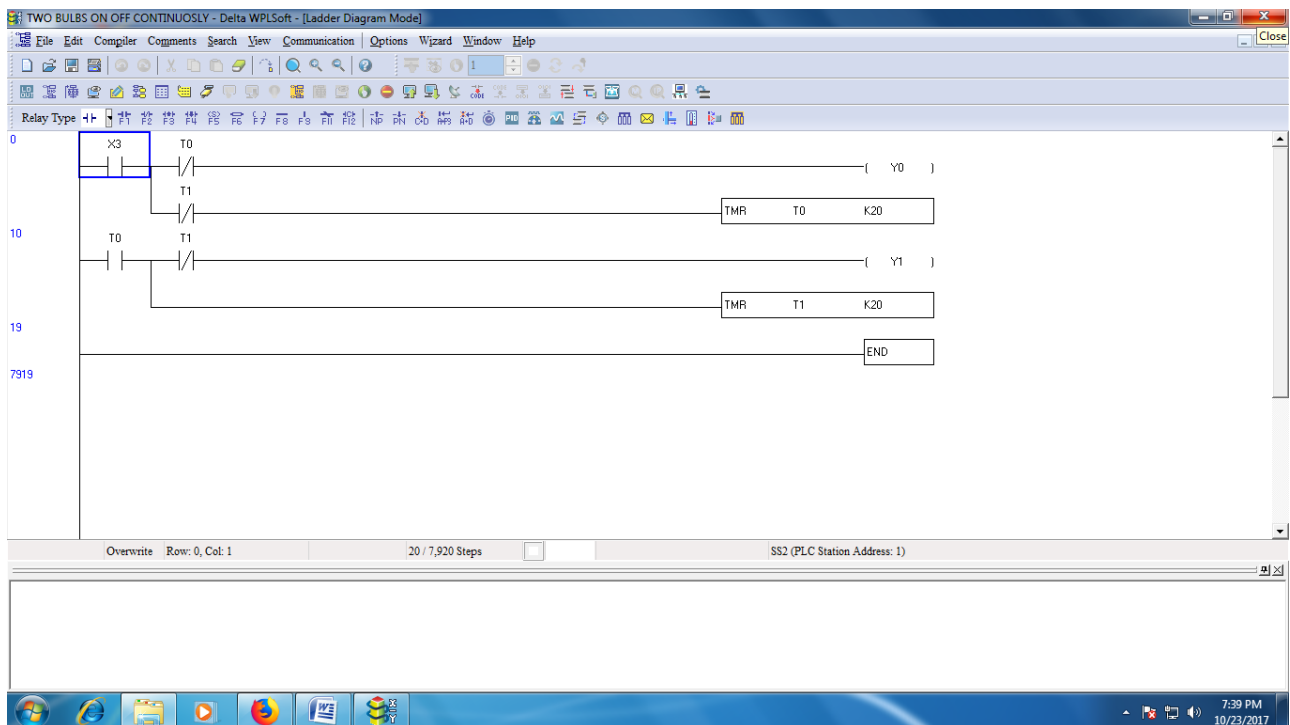 TWO BULBS ON OFF CONTINUOSLY - Delta WPLSoft - [Ladder Diagram Mode]
Close
File Edit Compiler Comments Search View Communication Options Wizard Window Help
1
Relay Type
0
X3 T0
( Y0 )
T1
TMR T0 K20
10
T0 T1
( Y1 )
TMR T1 K20
19
END
7919
Overwrite Row: 0, Col: 1 20 / 7,920 Steps SS2 (PLC Station Address: 1)
7:39 PM
10/23/2017